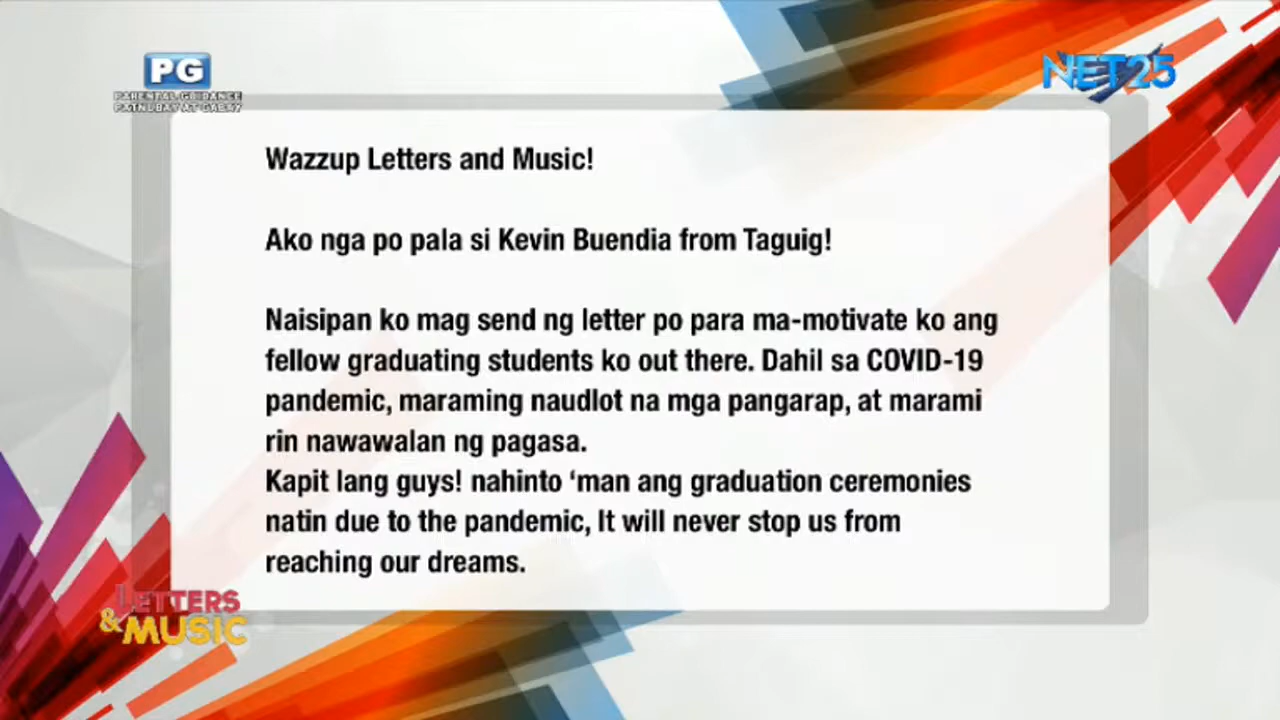 PG
PARENTAL GUIDANCE
PATNUBAY AT GABAY
NET25
Wazzup Letters and Music!
Ako nga po pala si Kevin Buendia from Taguig!
Naisipan ko mag send ng letter po para ma-motivate ko ang
fellow graduating students ko out there. Dahil sa COVID-19
pandemic, maraming naudlot na mga pangarap, at marami
rin nawawalan ng pagasa.
Kapit lang guys! nahinto ‘man ang graduation ceremonies
natin due to the pandemic, It will never stop us from
reaching our dreams.
LETTERS
&MUSIC